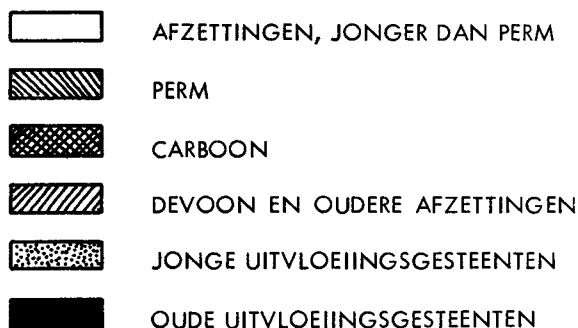 AFZETTINGEN, JONGER DAN PERM
PERM
CARBOON
DEVOON EN OUDERE AFZETTINGEN
JONGE UITVLOEIINGSGESTEENTEN
OUDE UITVLOEIINGSGESTEENTEN